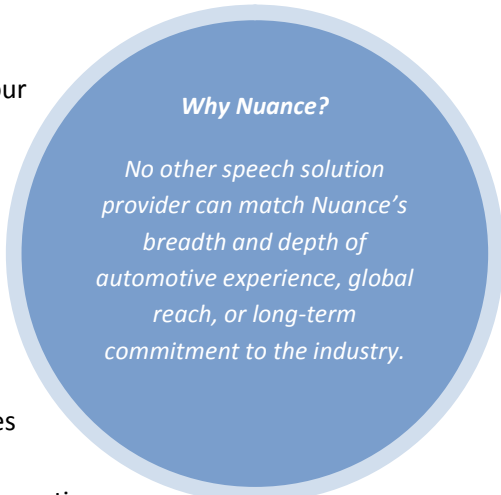 Why Nuance?
No other speech solution
provider can match Nuance's
breadth and depth of
automotive experience, global
reach, or long-term
commitment to the industry.